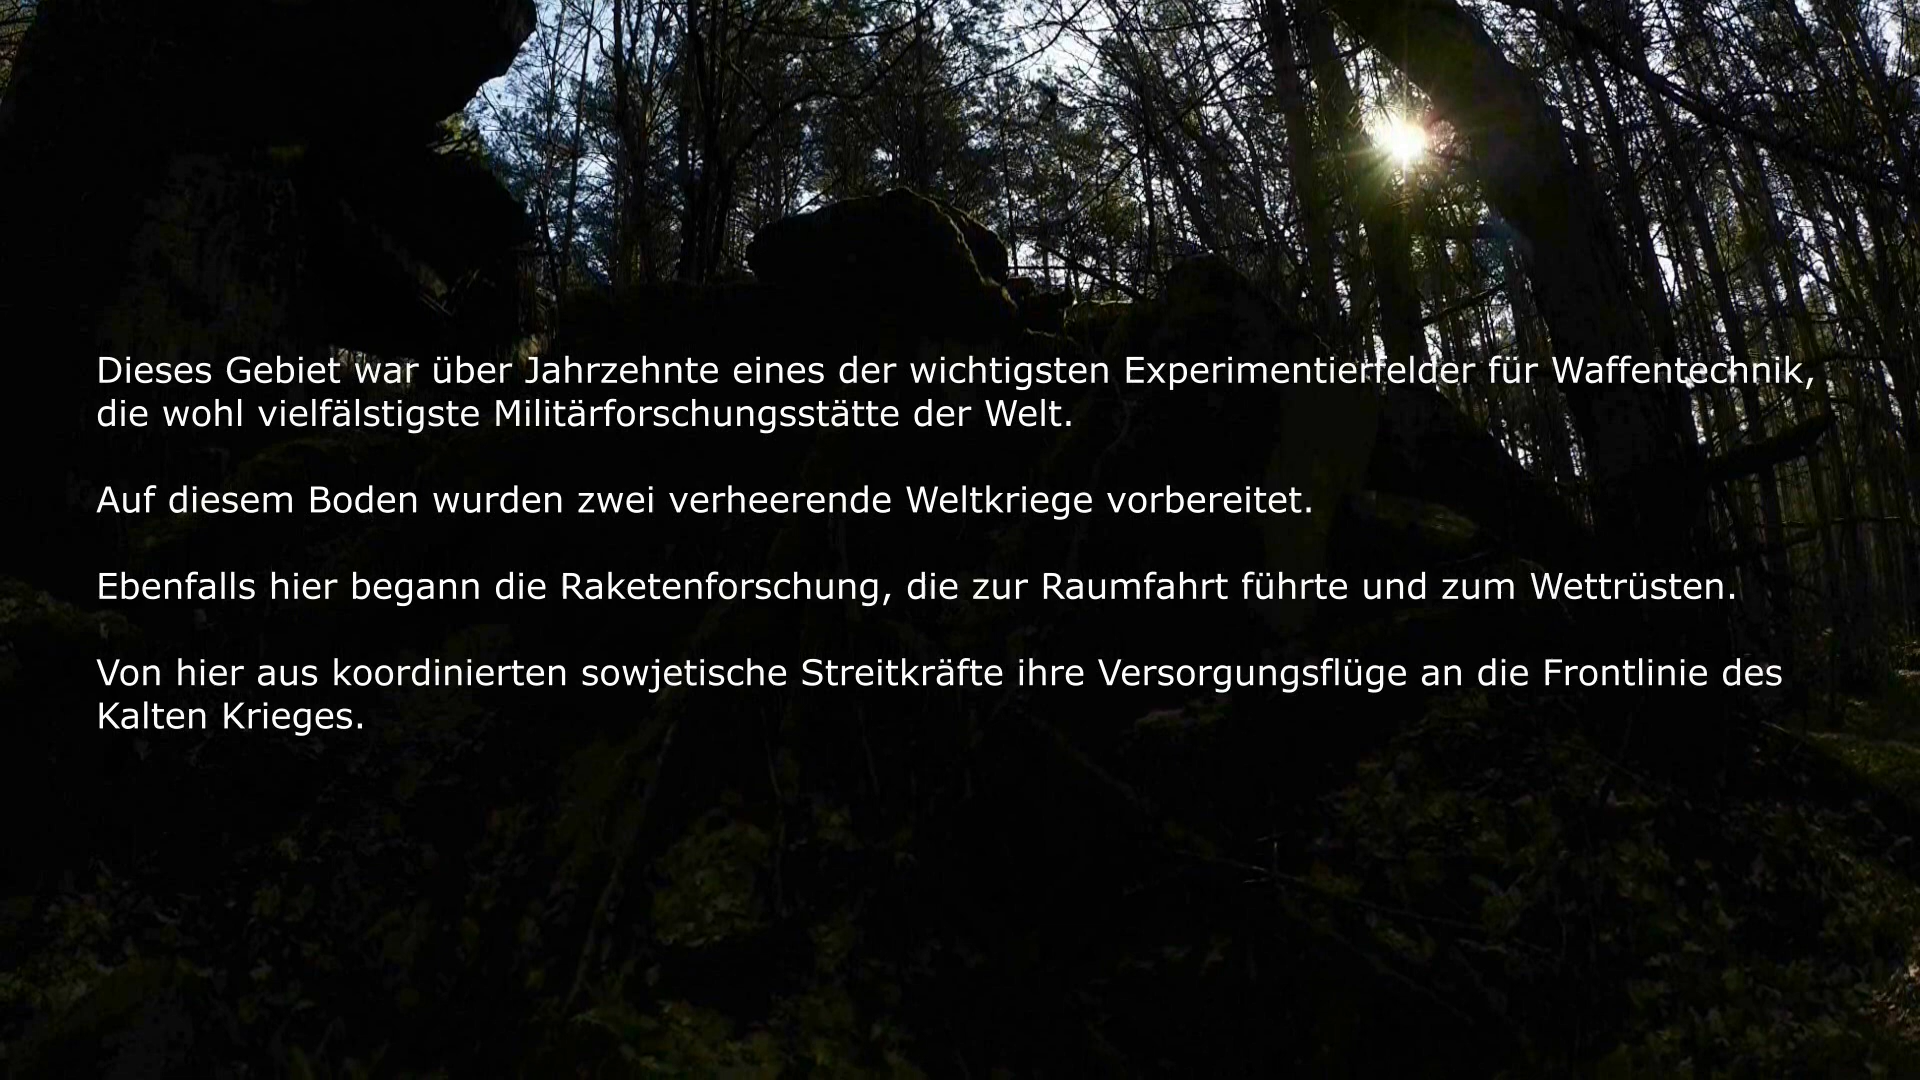 Dieses Gebiet war über Jahrzehnte eines der wichtigsten Experimentierfelder für Waffentechnik,
die wohl vielfälstigste Militärforschungsstätte der Welt.
Auf diesem Boden wurden zwei verheerende Weltkriege vorbereitet.
Ebenfalls hier begann die Raketenforschung, die zur Raumfahrt führte und zum Wettrüsten.
Von hier aus koordinierten sowjetische Streitkräfte ihre Versorgungsflüge an die Frontlinie des
Kalten Krieges.